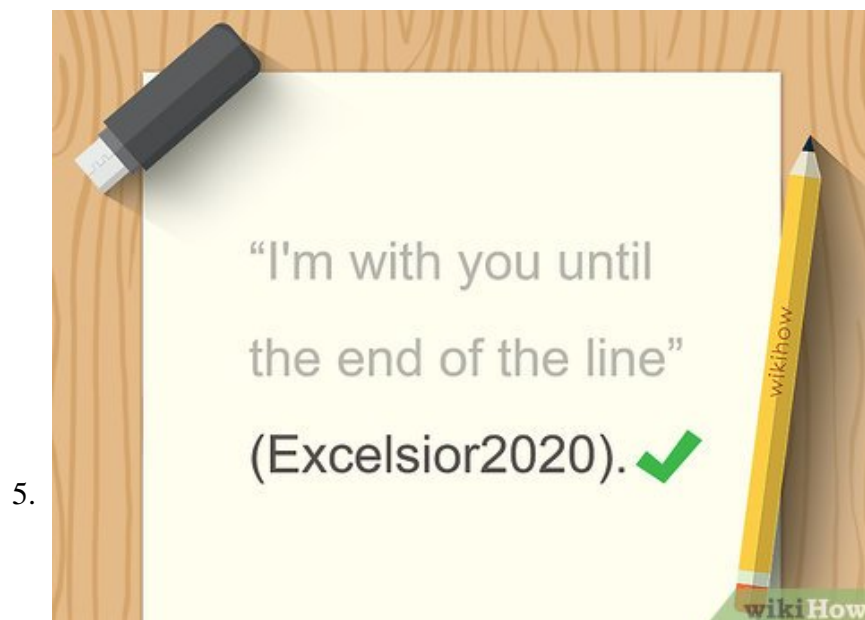 “I'm with you until
the end of the line”
(Excelsior2020).
wikihow
5.
wikiHow